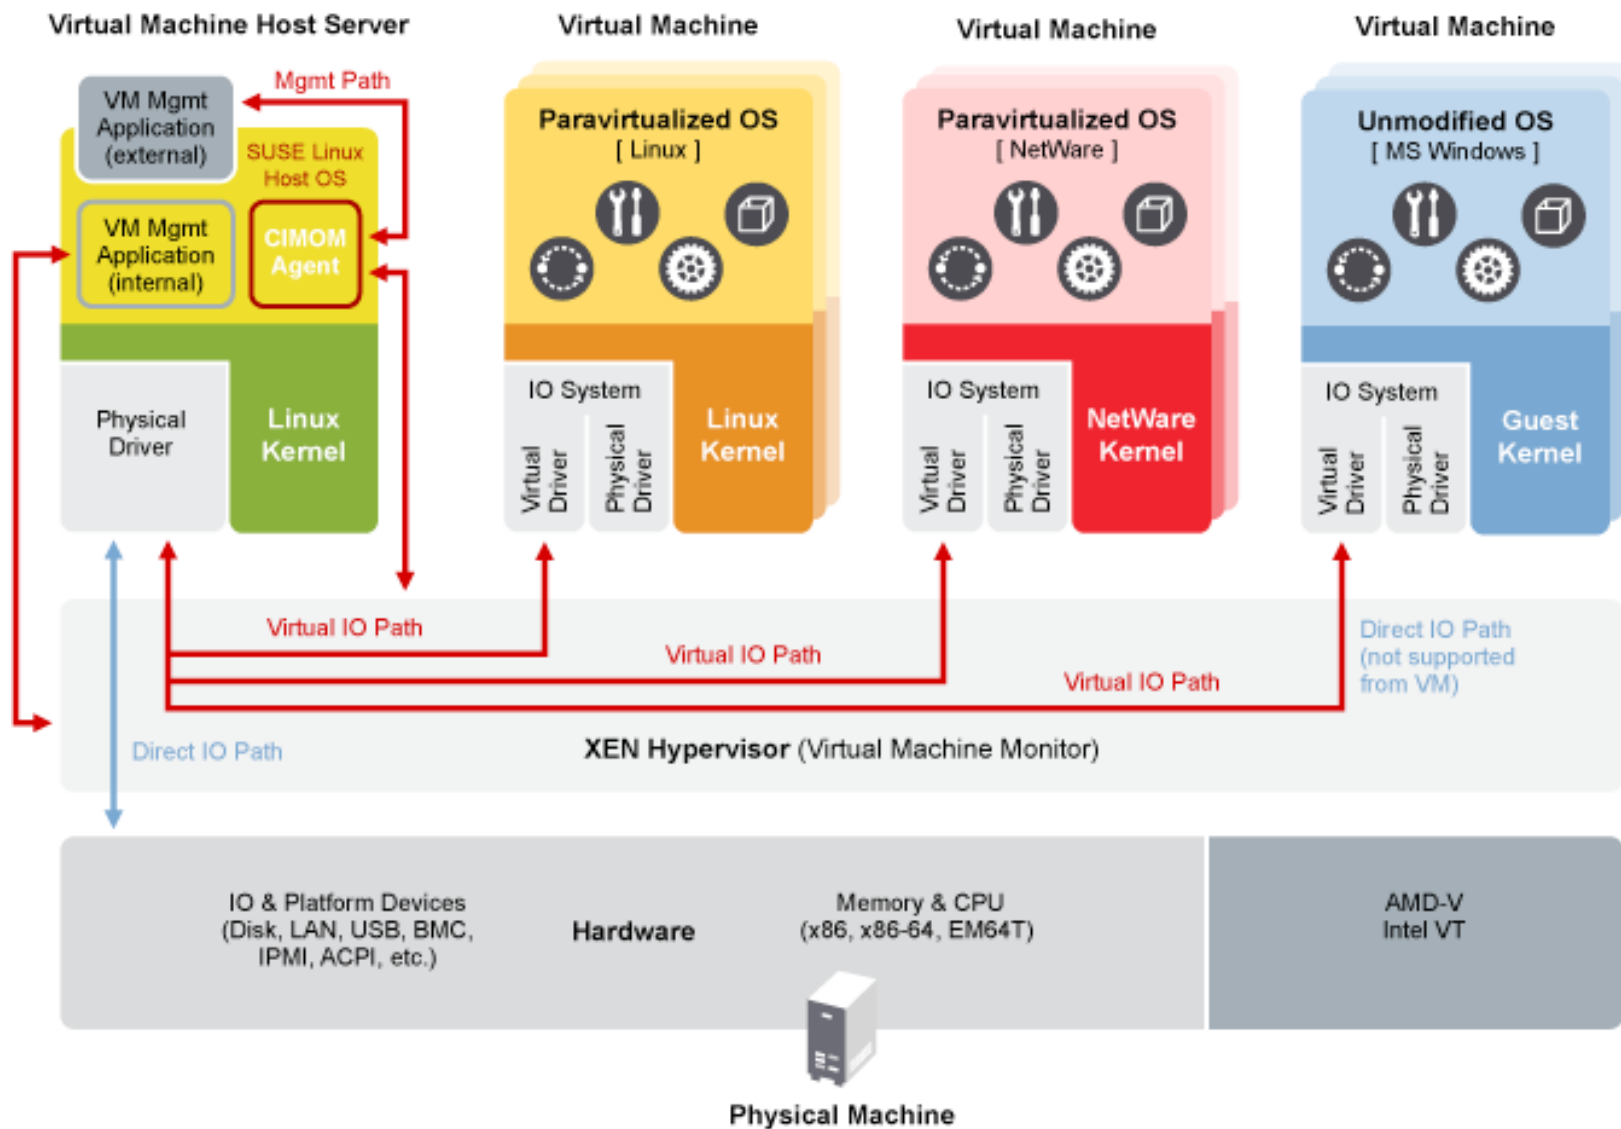 Virtual Machine Host Server
Virtual Machine
Virtual Machine
Virtual Machine
VM Mgmt
Application
(external)
Mgmt Path
SUSE Linux
Host OS
VM Mgmt
Application
(internal)
CIMOM
Agent
Physical
Driver
Linux
Kernel
Paravirtualized OS
[ Linux ]
IO System
Virtual
Driver
Physical
Driver
Linux
Kernel
Paravirtualized OS
[ NetWare ]
IO System
Virtual
Driver
Physical
Driver
NetWare
Kernel
Unmodified OS
[ MS Windows ]
IO System
Virtual
Driver
Physical
Driver
Guest
Kernel
Virtual IO Path
Virtual IO Path
Virtual IO Path
Direct IO Path
(not supported
from VM)
Direct IO Path
XEN Hypervisor (Virtual Machine Monitor)
IO & Platform Devices
(Disk, LAN, USB, BMC,
IPMI, ACPI, etc.)
Hardware
Memory & CPU
(x86, x86-64, EM64T)
AMD-V
Intel VT
Physical Machine